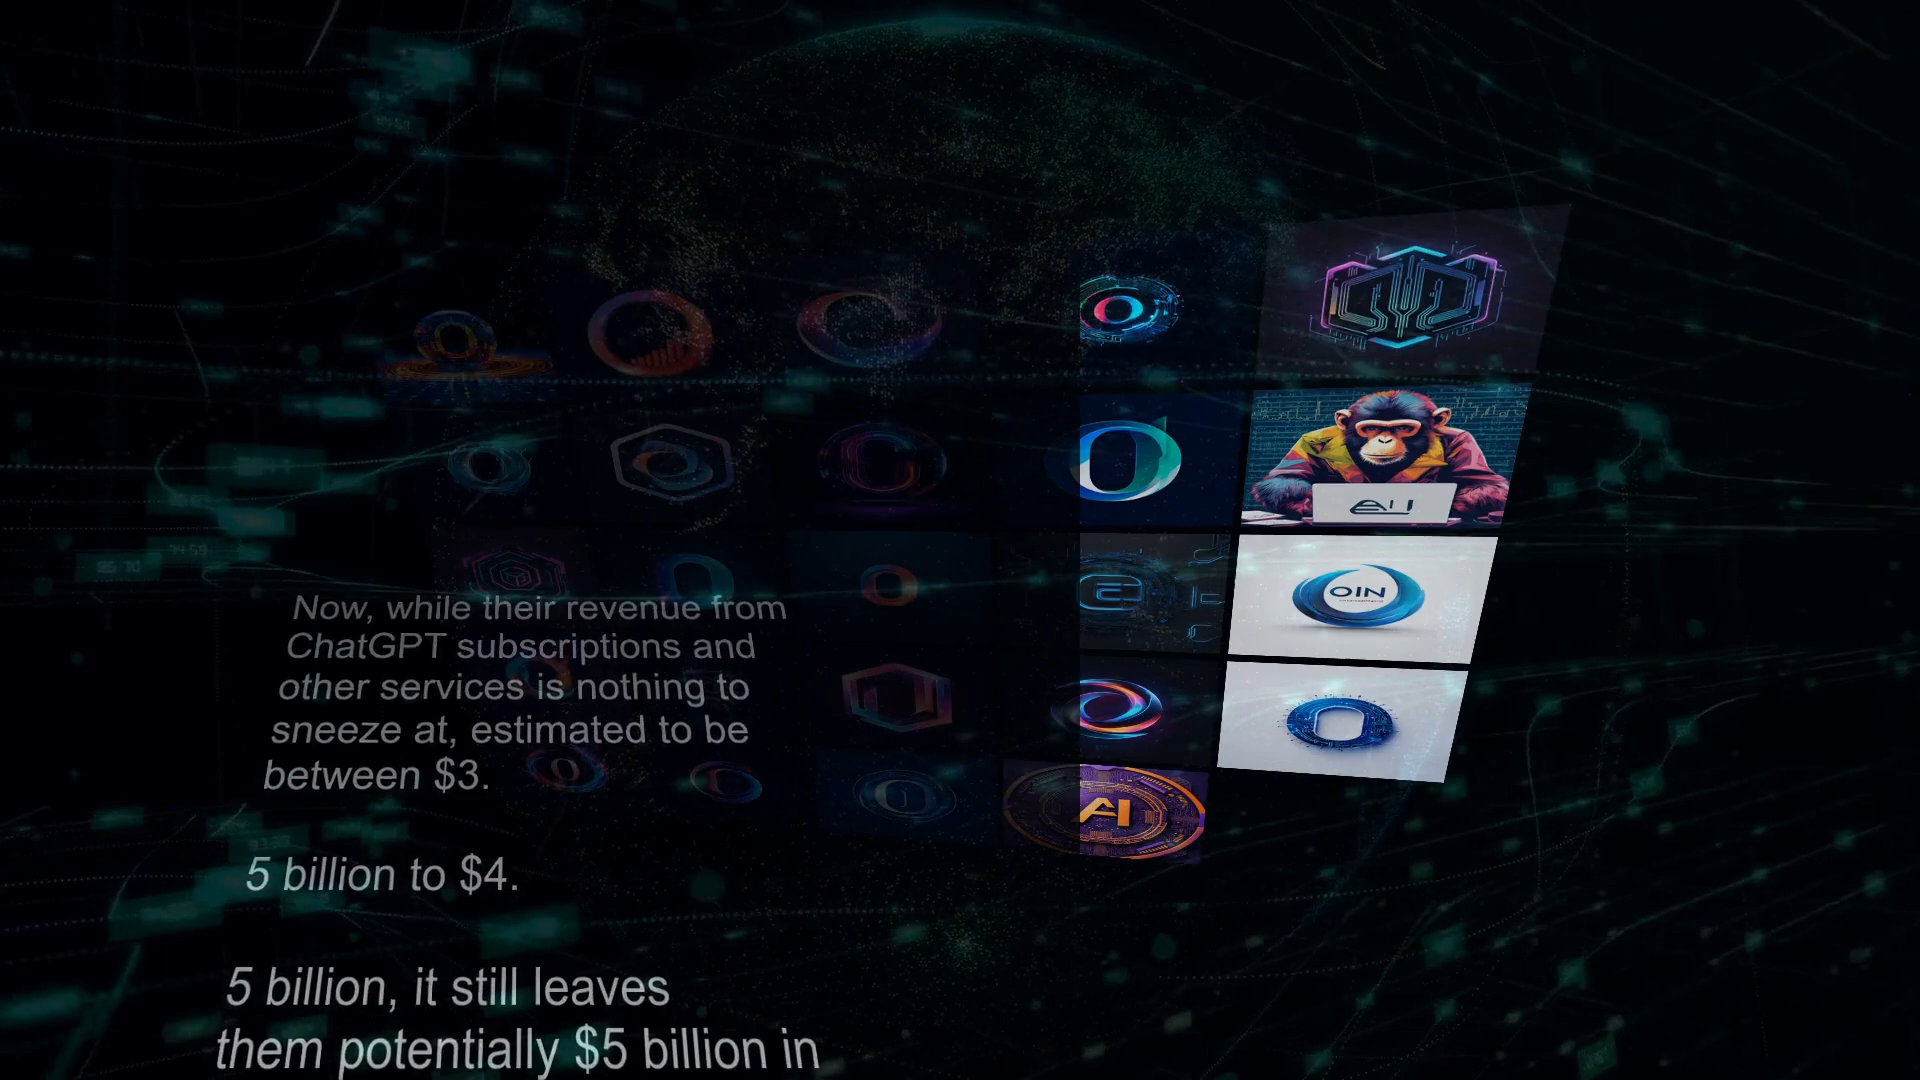 Now, while their revenue from
ChatGPT subscriptions and
other services is nothing to
sneeze at, estimated to be
between $3.
5 billion to $4.
5 billion, it still leaves
them potentially $5 billion in
OIN
AI